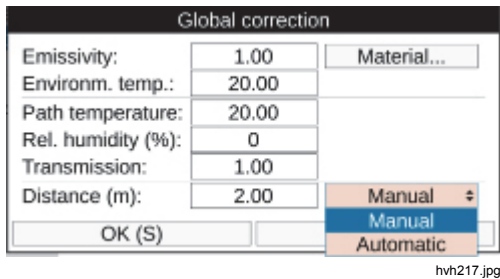 Global correction
Emissivity: 1.00 Material...
Environm. temp.: 20.00
Path temperature: 20.00
Rel. humidity (%): 0
Transmission: 1.00
Distance (m): 2.00 Manual
Manual
OK (S)
Automatic
hvh217.jpg